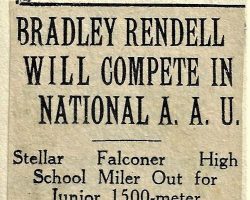 BRADLEY RENDELL
WILL COMPETE IN
NATIONAL A. A. U.
Stellar Falconer High
School Miler Out for
Junior 1500-meter